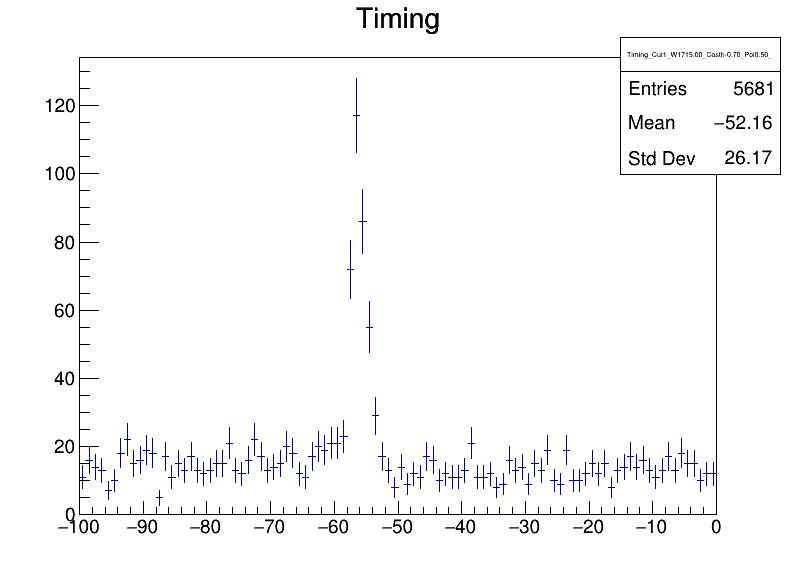 Timing
Timing_Cut1_W1715.00_Costh-0.70_Pol0.50_
Entries 5681
Mean −52.16
Std Dev 26.17
120
100
80
60
40
20
0
−100 −90 −80 −70 −60 −50 −40 −30 −20 −10 0